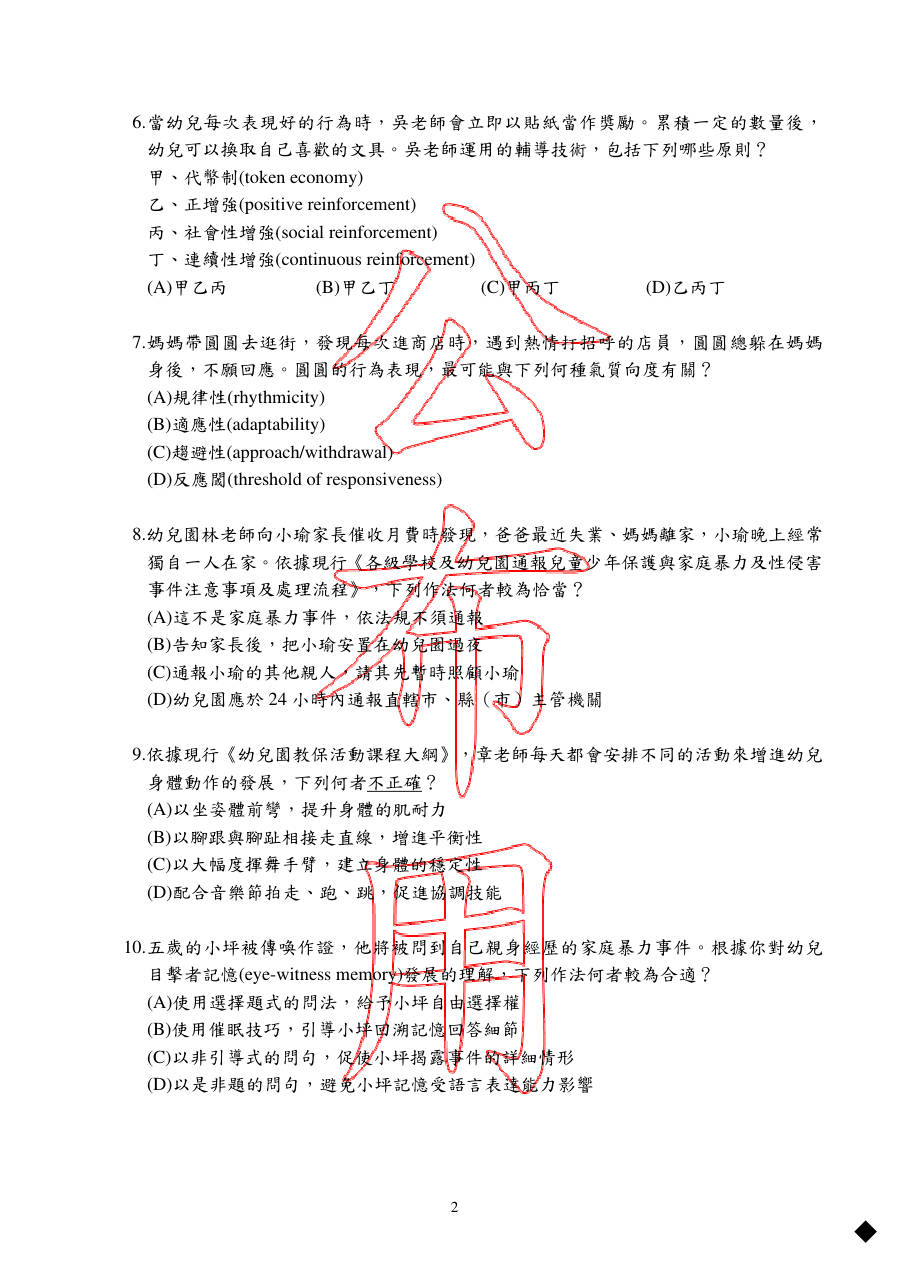 6.當幼兒每次表現好的行為時，吳老師會立即以貼紙當作獎勵。累積一定的數量後，
幼兒可以換取自己喜歡的文具。吳老師運用的輔導技術，包括下列哪些原則？
甲、代幣制(token economy)
乙、正增強(positive reinforcement)
丙、社會性增強(social reinforcement)
丁、連續性增強(continuous reinforcement)
(A)甲乙丙 (B)甲乙丁 (C)甲丙丁 (D)乙丙丁
7.媽媽帶圓圓去逛街，發現每次進商店時，遇到熱情打招呼的店員，圓圓總躲在媽媽
身後，不願回應。圓圓的行為表現，最可能與下列何種氣質向度有關？
(A)規律性(rhythmicity)
(B)適應性(adaptability)
(C)趨避性(approach/withdrawal)
(D)反應閾(threshold of responsiveness)
8.幼兒園林老師向小瑜家長催收月費時發現，爸爸最近失業、媽媽離家，小瑜晚上經常
獨自一人在家。依據現行《各級學校及幼兒園通報兒童少年保護與家庭暴力及性侵害
事件注意事項及處理流程》，下列作法何者較為恰當？
(A)這不是家庭暴力事件，依法規不須通報
(B)告知家長後，把小瑜安置在幼兒園過夜
(C)通報小瑜的其他親人，請其先暫時照顧小瑜
(D)幼兒園應於 24 小時內通報直轄市、縣（市）主管機關
9.依據現行《幼兒園教保活動課程大綱》，章老師每天都會安排不同的活動來增進幼兒
身體動作的發展，下列何者不正確？
(A)以坐姿體前彎，提升身體的肌耐力
(B)以腳跟與腳趾相接走直線，增進平衡性
(C)以大幅度揮舞手臂，建立身體的穩定性
(D)配合音樂節拍走、跑、跳，促進協調技能
10.五歲的小坪被傳喚作證，他將被問到自己親身經歷的家庭暴力事件。根據你對幼兒
目擊者記憶(eye-witness memory)發展的理解，下列作法何者較為合適？
(A)使用選擇題式的問法，給予小坪自由選擇權
(B)使用催眠技巧，引導小坪回溯記憶回答細節
(C)以非引導式的問句，促使小坪揭露事件的詳細情形
(D)以是非題的問句，避免小坪記憶受語言表達能力影響
公布用
2